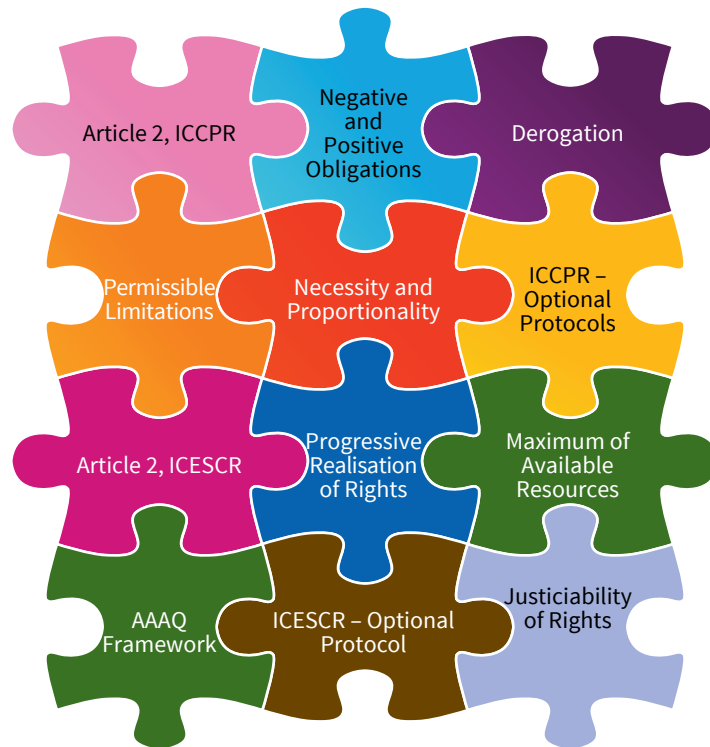 Article 2, ICCPR
Negative
and
Positive
Obligations
Derogation
Permissible
Limitations
Necessity and
Proportionality
ICCPR –
Optional
Protocols
Article 2, ICESCR
Progressive
Realisation
of Rights
Maximum of
Available
Resources
AAAQ
Framework
ICESCR – Optional
Protocol
Justiciability
of Rights